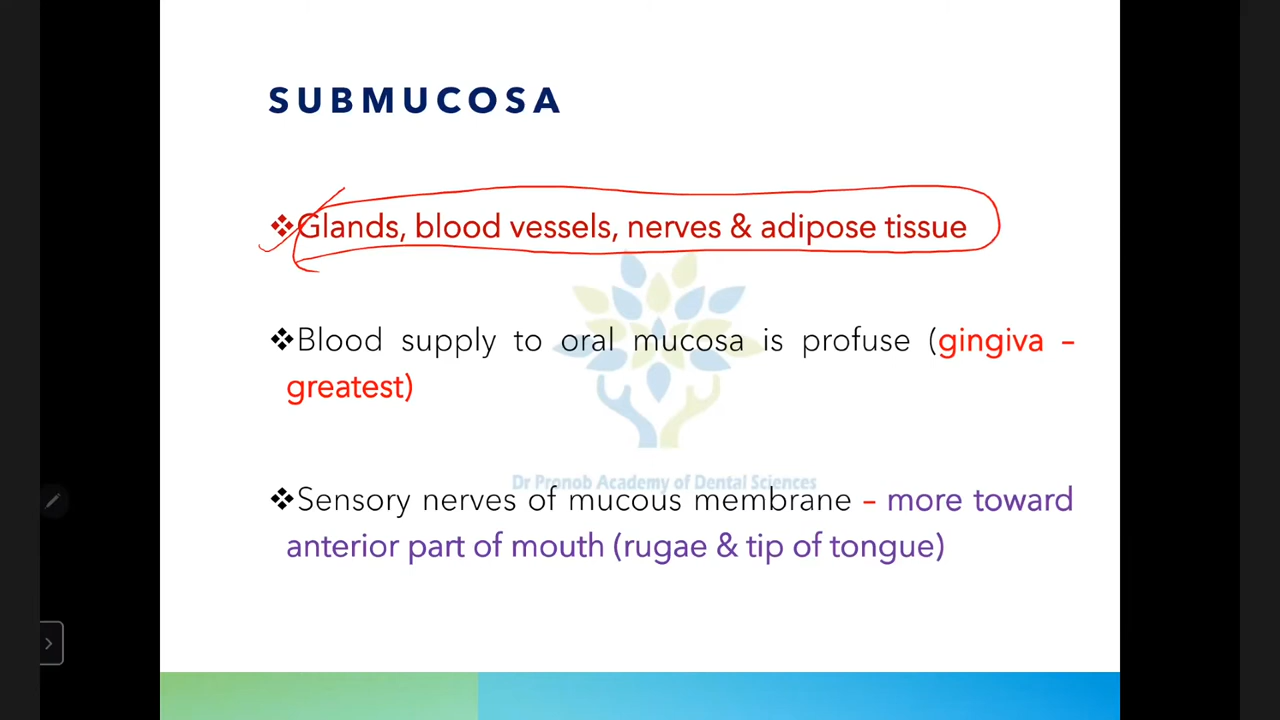 SUBMUCOSA
❖Glands, blood vessels, nerves & adipose tissue
❖Blood supply to oral mucosa is profuse (gingiva –
greatest)
Dr Pronob Academy of Dental Sciences
❖Sensory nerves of mucous membrane – more toward
anterior part of mouth (rugae & tip of tongue)